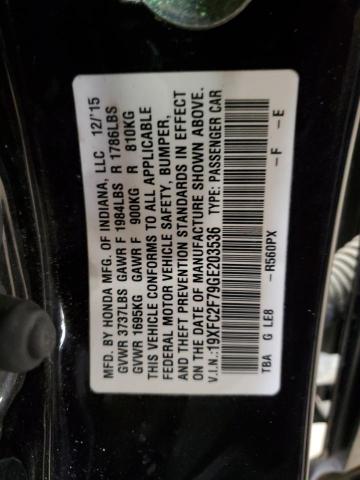 MFD. BY HONDA MFG. OF INDIANA, LLC 12/'15
GVWR 3737LBS GAWR F 1984LBS R 1786LBS
GVWR 1695KG GAWR F 900KG R 810KG
THIS VEHICLE CONFORMS TO ALL APPLICABLE
FEDERAL MOTOR VEHICLE SAFETY, BUMPER,
AND THEFT PREVENTION STANDARDS IN EFFECT
ON THE DATE OF MANUFACTURE SHOWN ABOVE.
V.I.N.:19XFC2F79GE203536 TYPE: PASSENGER CAR
-R560PX -F -E
TBA G LE8